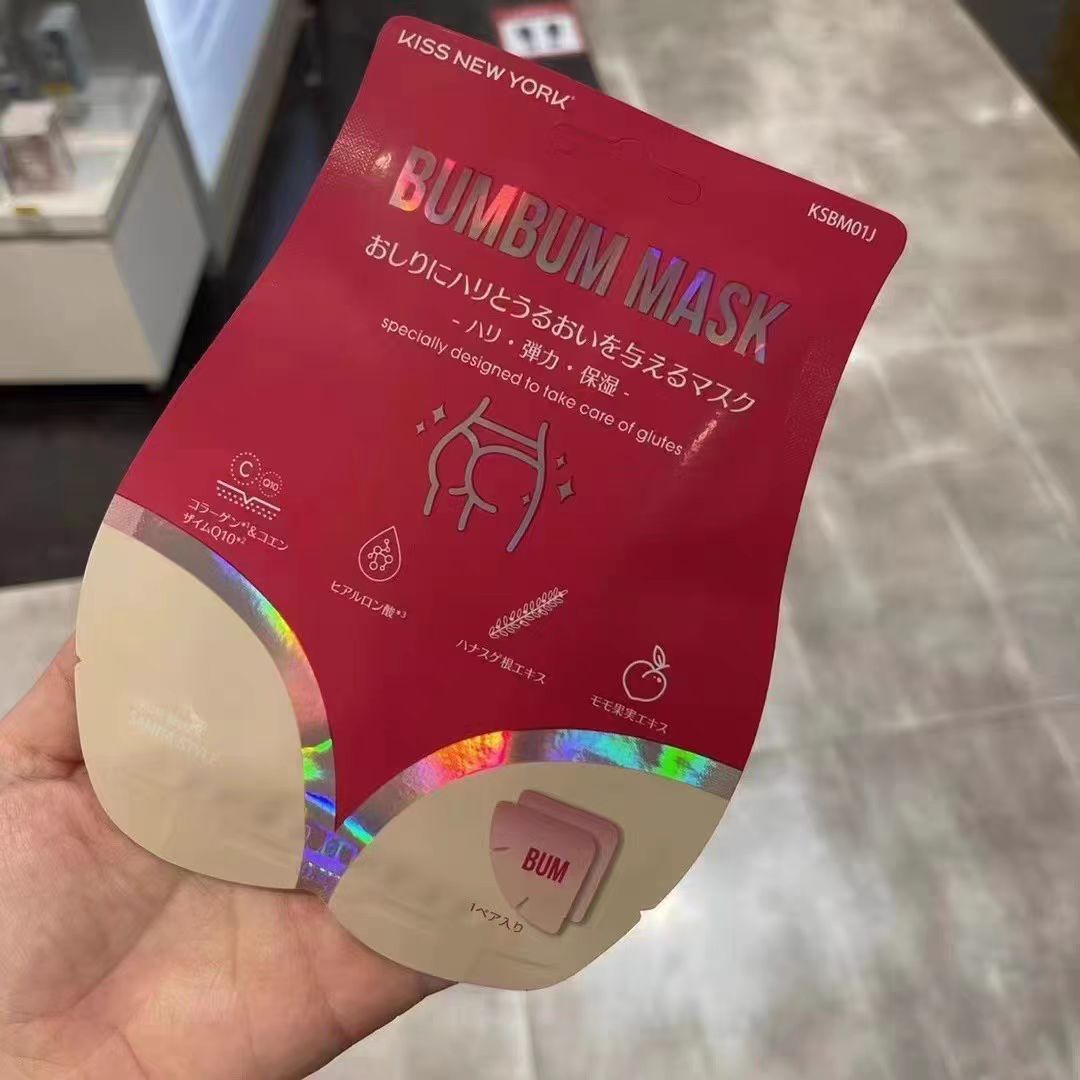 KISS NEW YORK
KSBM01J
BUMBUM MASK
おしりにハリとうるおいを与えるマスク
- ハリ・弾力・保湿 -
specially designed to take care of glutes
C Q10
コラーゲン*1&コエン
ザイムQ10*2
ヒアルロン酸*3
ハナスゲ根エキス
モモ果実エキス
BUM
1ペア入り